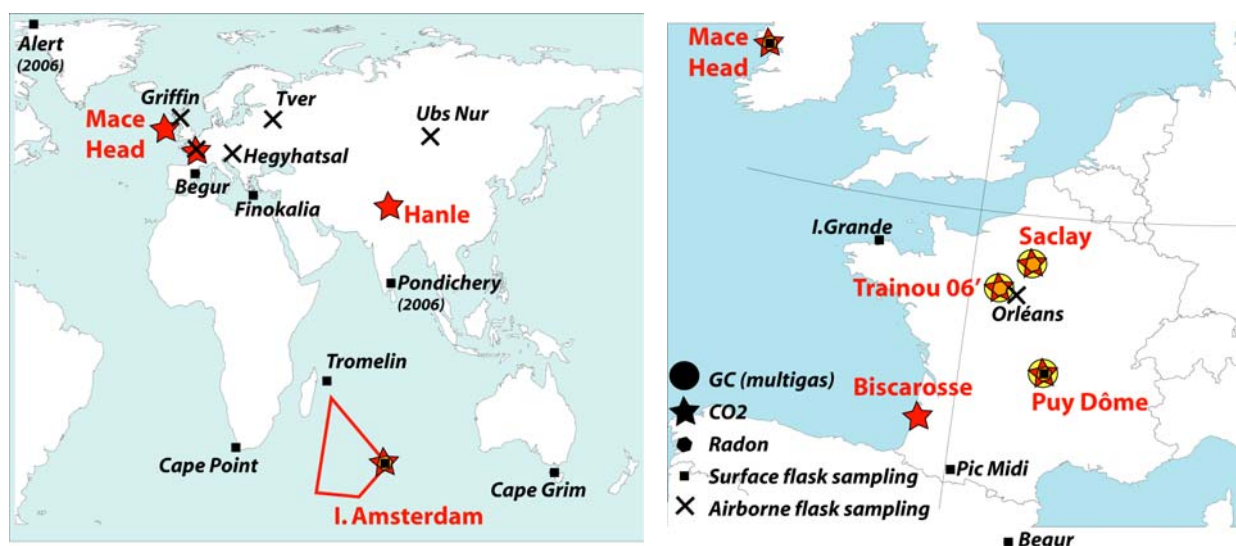 Alert
(2006)
Griffin
Tver
Ubs Nur
Mace
Head
Hegyhatsal
Begur
Finokalia
Hanle
Pondichery
(2006)
Tromelin
Cape Point
Cape Grim
I. Amsterdam
Mace
Head
I.Grande
Saclay
Trainou 06'
Orléans
Biscarosse
Puy Dôme
GC (multigas)
CO2
Radon
Surface flask sampling
Airborne flask sampling
Pic Midi
Begur